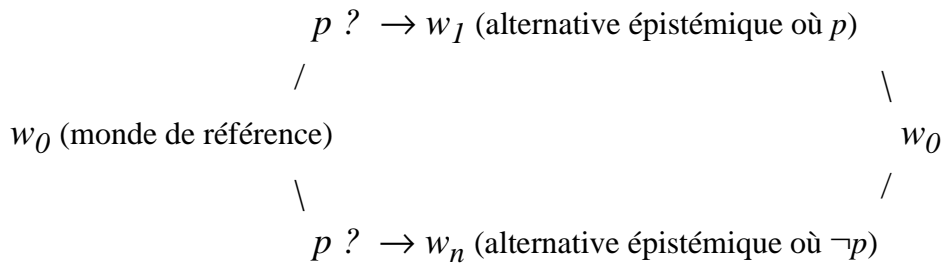 p ? → w1 (alternative épistémique où p)
/ \
w0 (monde de référence) w0
\ /
p ? → wn (alternative épistémique où ¬p)